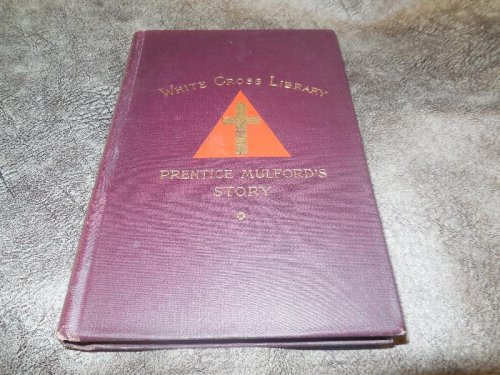 White Cross Library
Prentice Mulford's
Story